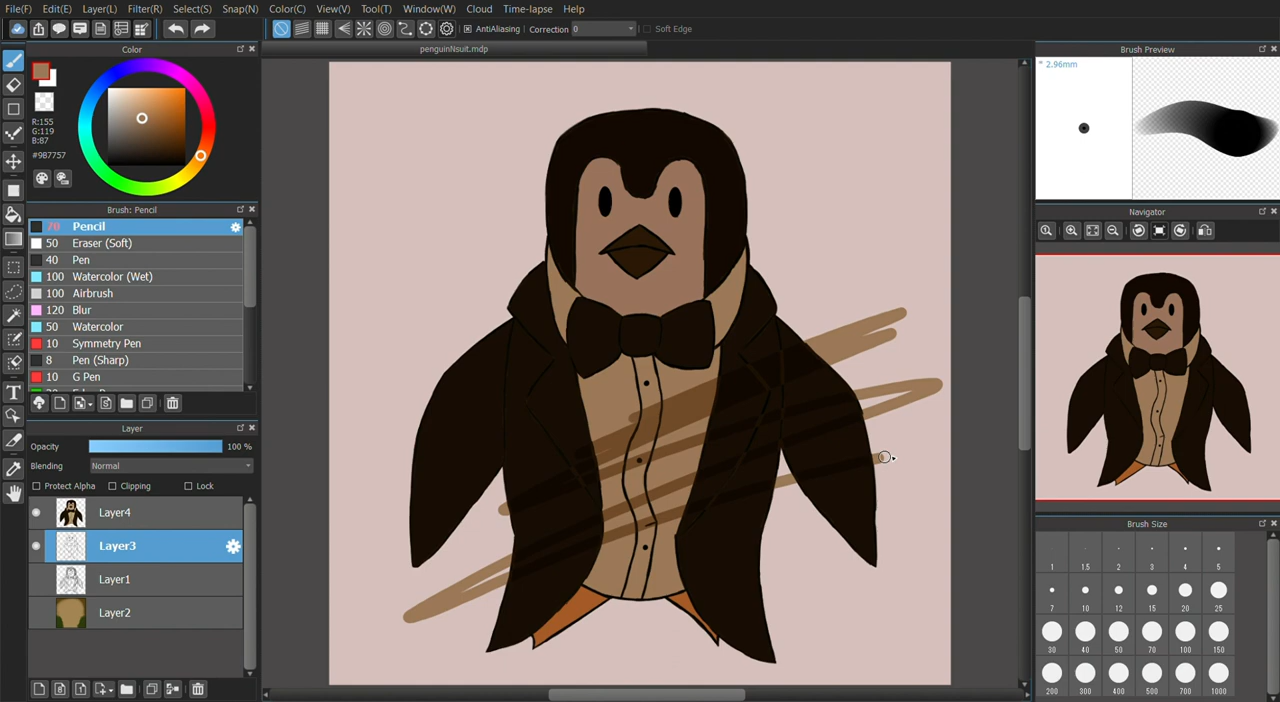 File(F) Edit(E) Layer(L) Filter(R) Select(S) Snap(N) Color(C) View(V) Tool(T) Window(W) Cloud Time-lapse Help
AntiAliasing Correction 0 Soft Edge
penguinNsuit.mdp
Color
R:155
G:119
B:87
#9B7757
Brush: Pencil
70 Pencil
50 Eraser (Soft)
40 Pen
100 Watercolor (Wet)
100 Airbrush
120 Blur
50 Watercolor
10 Symmetry Pen
8 Pen (Sharp)
10 G Pen
Layer
Opacity 100 %
Blending Normal
Protect Alpha Clipping Lock
Layer4
Layer3
Layer1
Layer2
Brush Preview
* 2.96mm
Navigator
Brush Size
1 1.5 2 3 4 5
7 10 12 15 20 25
30 40 50 70 100 150
200 300 400 500 700 1000